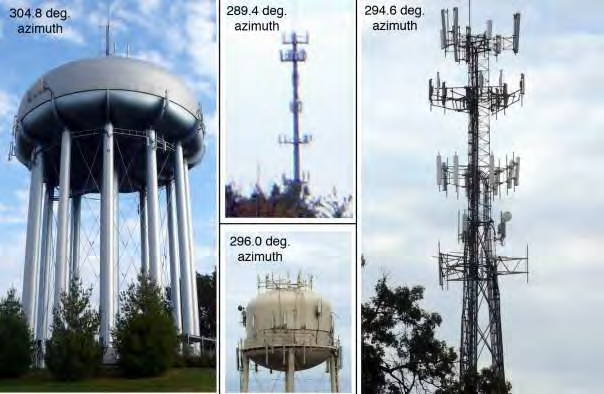 304.8 deg.
azimuth
289.4 deg.
azimuth
296.0 deg.
azimuth
294.6 deg.
azimuth